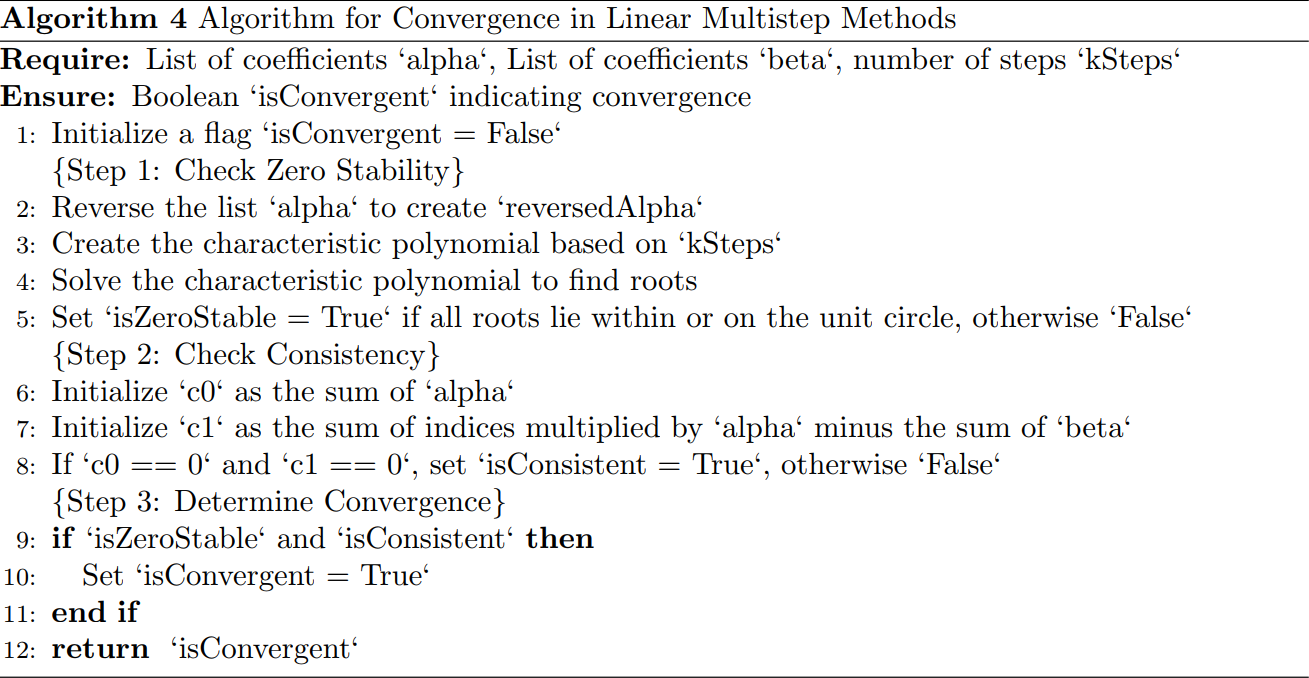 Algorithm 4 Algorithm for Convergence in Linear Multistep Methods
Require: List of coefficients ‘alpha‘, List of coefficients ‘beta‘, number of steps ‘kSteps‘
Ensure: Boolean ‘isConvergent‘ indicating convergence
1: Initialize a flag ‘isConvergent = False‘
{Step 1: Check Zero Stability}
2: Reverse the list ‘alpha‘ to create ‘reversedAlpha‘
3: Create the characteristic polynomial based on ‘kSteps‘
4: Solve the characteristic polynomial to find roots
5: Set ‘isZeroStable = True‘ if all roots lie within or on the unit circle, otherwise ‘False‘
{Step 2: Check Consistency}
6: Initialize ‘c0‘ as the sum of ‘alpha‘
7: Initialize ‘c1‘ as the sum of indices multiplied by ‘alpha‘ minus the sum of ‘beta‘
8: If ‘c0 == 0‘ and ‘c1 == 0‘, set ‘isConsistent = True‘, otherwise ‘False‘
{Step 3: Determine Convergence}
9: if ‘isZeroStable‘ and ‘isConsistent‘ then
10: Set ‘isConvergent = True‘
11: end if
12: return ‘isConvergent‘